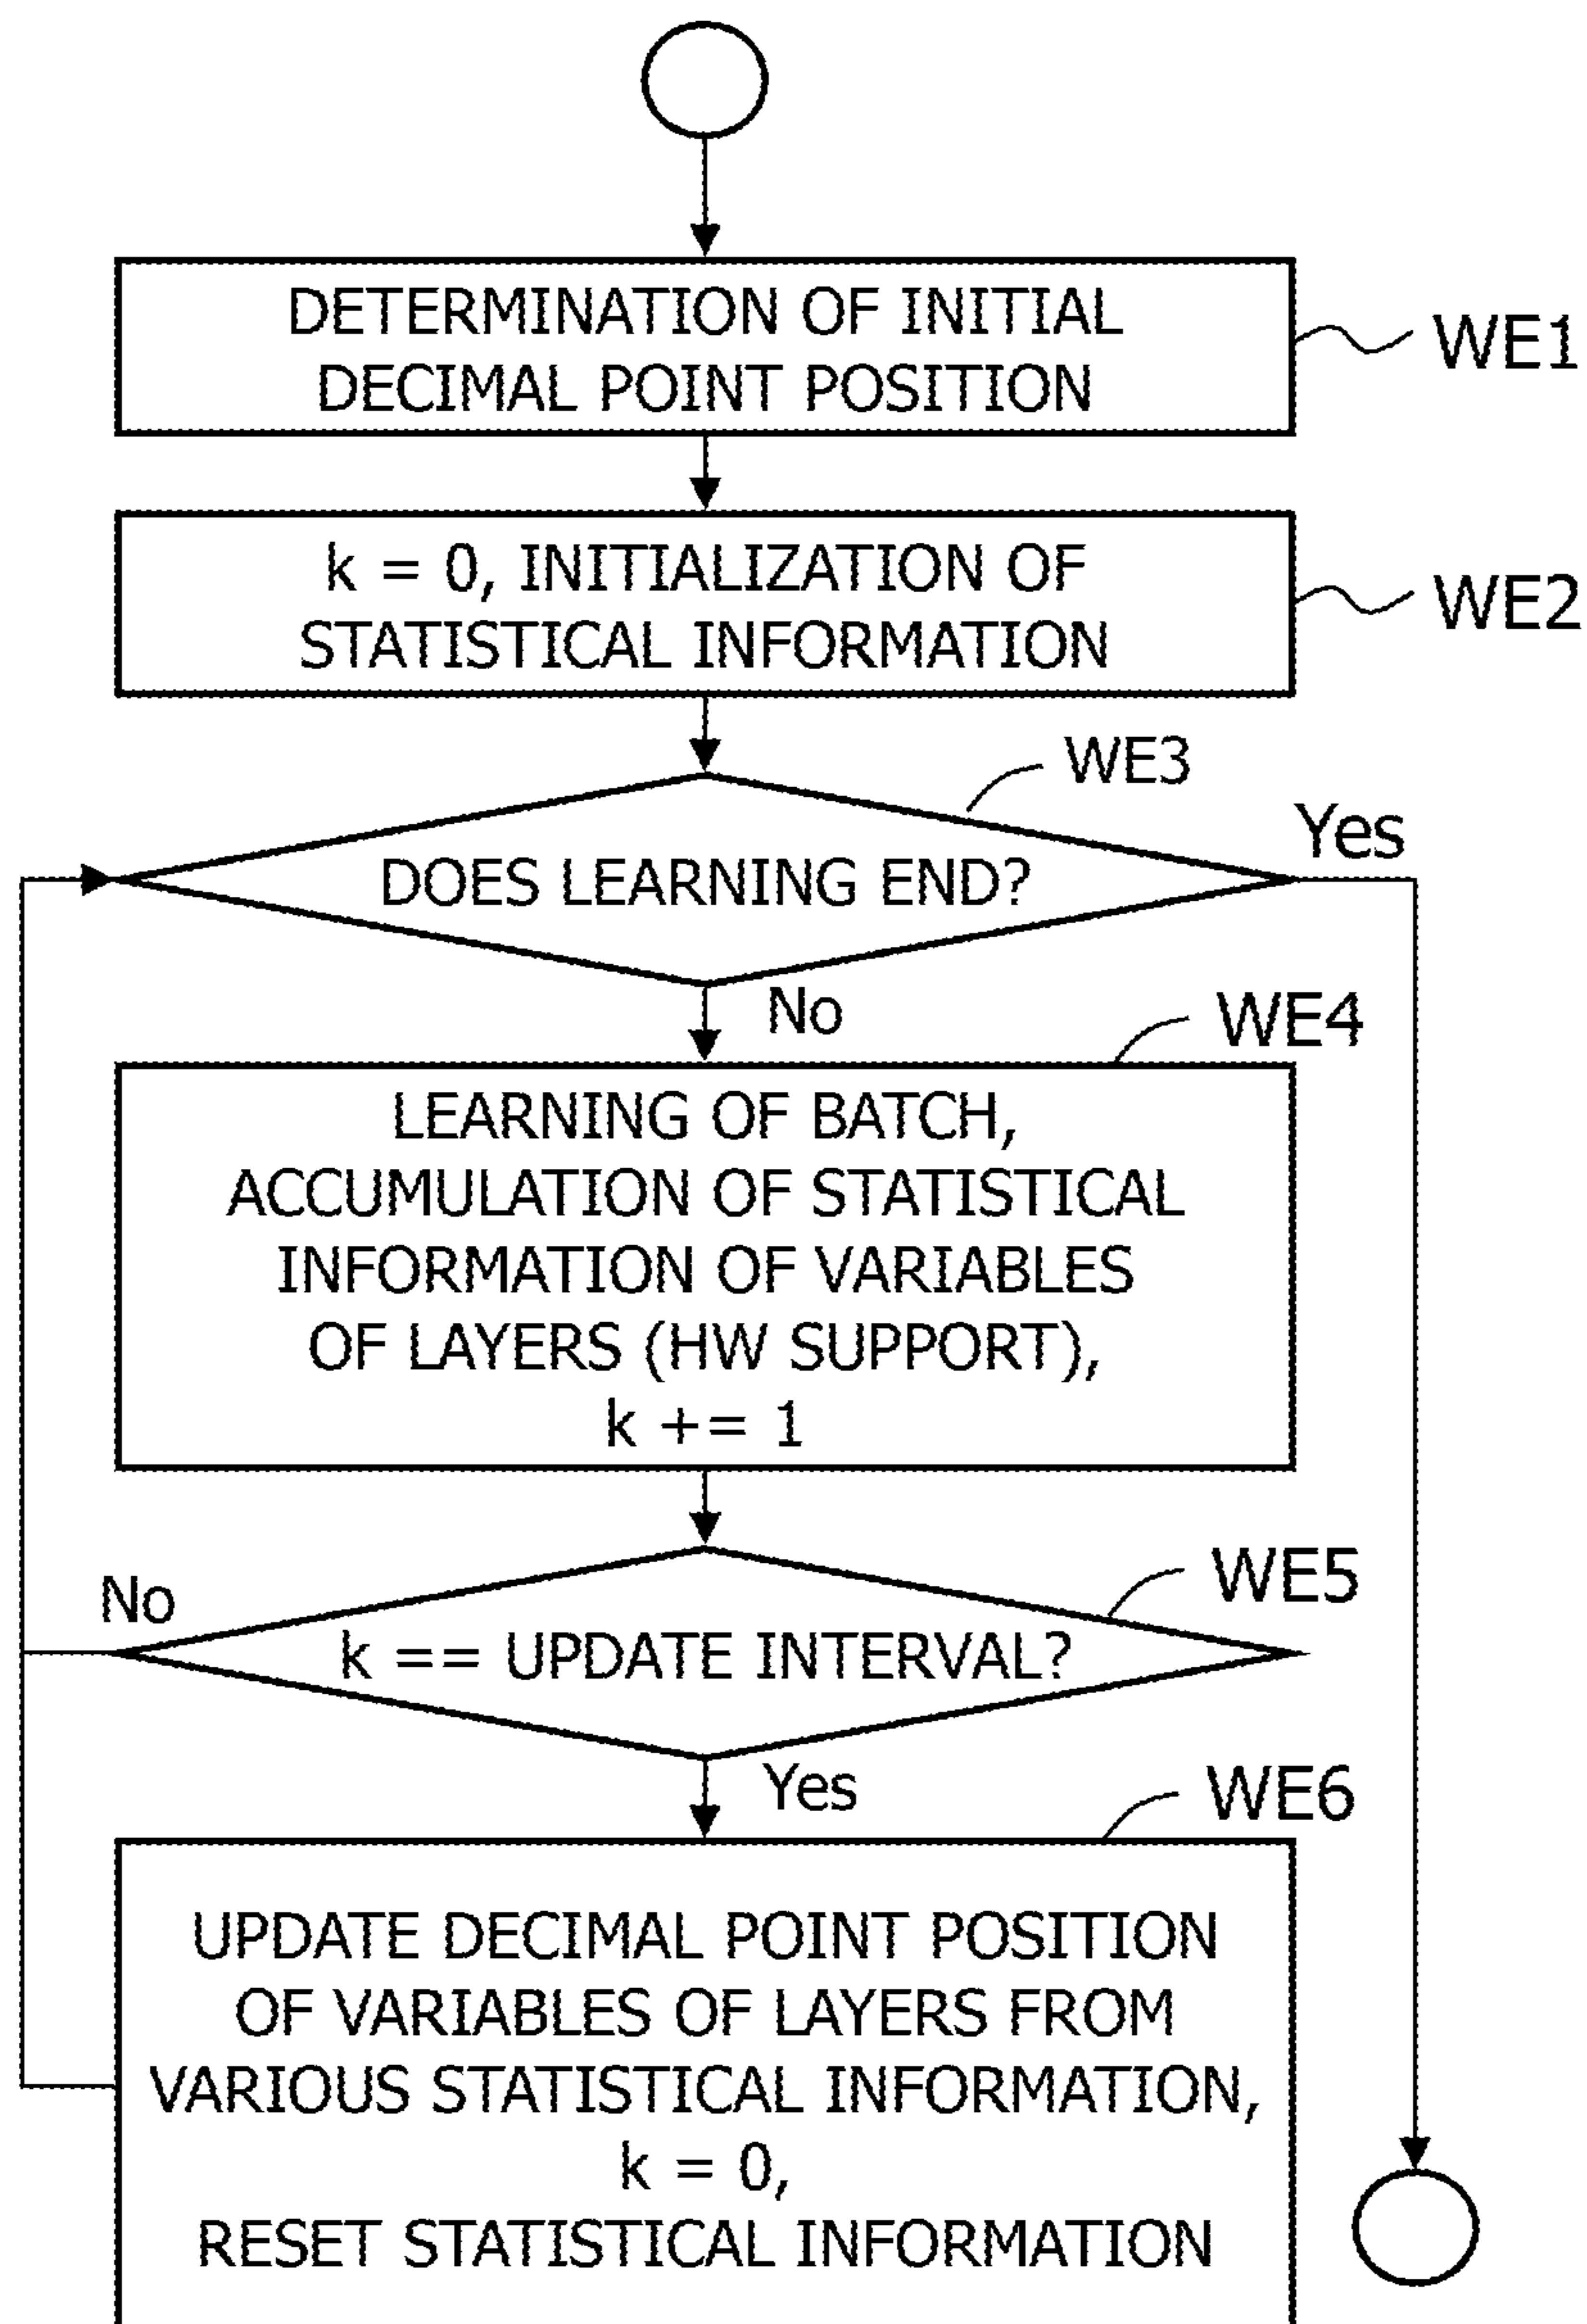 DETERMINATION OF INITIAL
DECIMAL POINT POSITION
WE1
k = 0, INITIALIZATION OF
STATISTICAL INFORMATION
WE2
WE3
Yes
DOES LEARNING END?
No
WE4
LEARNING OF BATCH,
ACCUMULATION OF STATISTICAL
INFORMATION OF VARIABLES
OF LAYERS (HW SUPPORT),
k += 1
WE5
No
k == UPDATE INTERVAL?
Yes
WE6
UPDATE DECIMAL POINT POSITION
OF VARIABLES OF LAYERS FROM
VARIOUS STATISTICAL INFORMATION,
k = 0,
RESET STATISTICAL INFORMATION